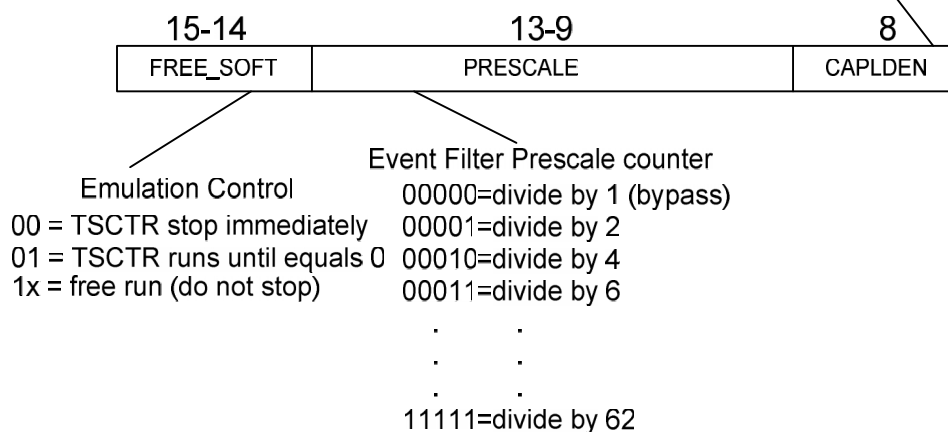 15-14 13-9 8
FREE_SOFT PRESCALE CAPLDEN
Emulation Control
00 = TSCTR stop immediately
01 = TSCTR runs until equals 0
1x = free run (do not stop)
Event Filter Prescale counter
00000=divide by 1 (bypass)
00001=divide by 2
00010=divide by 4
00011=divide by 6
. .
. .
. .
11111=divide by 62